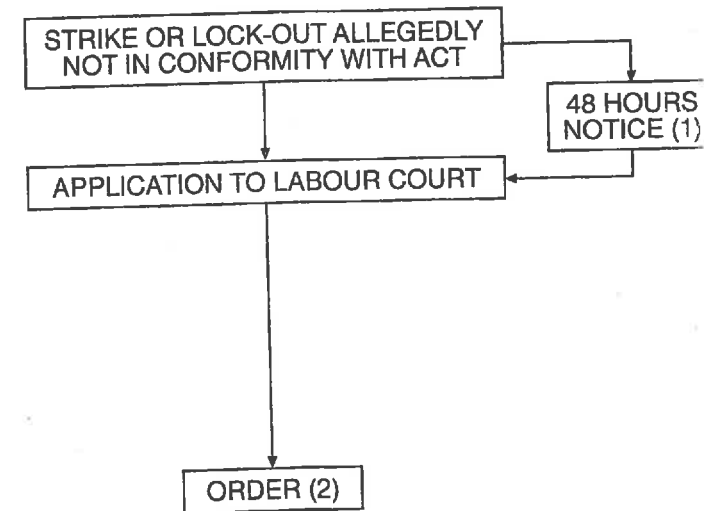 STRIKE OR LOCK-OUT ALLEGEDLY
NOT IN CONFORMITY WITH ACT
48 HOURS
NOTICE (1)
APPLICATION TO LABOUR COURT
ORDER (2)